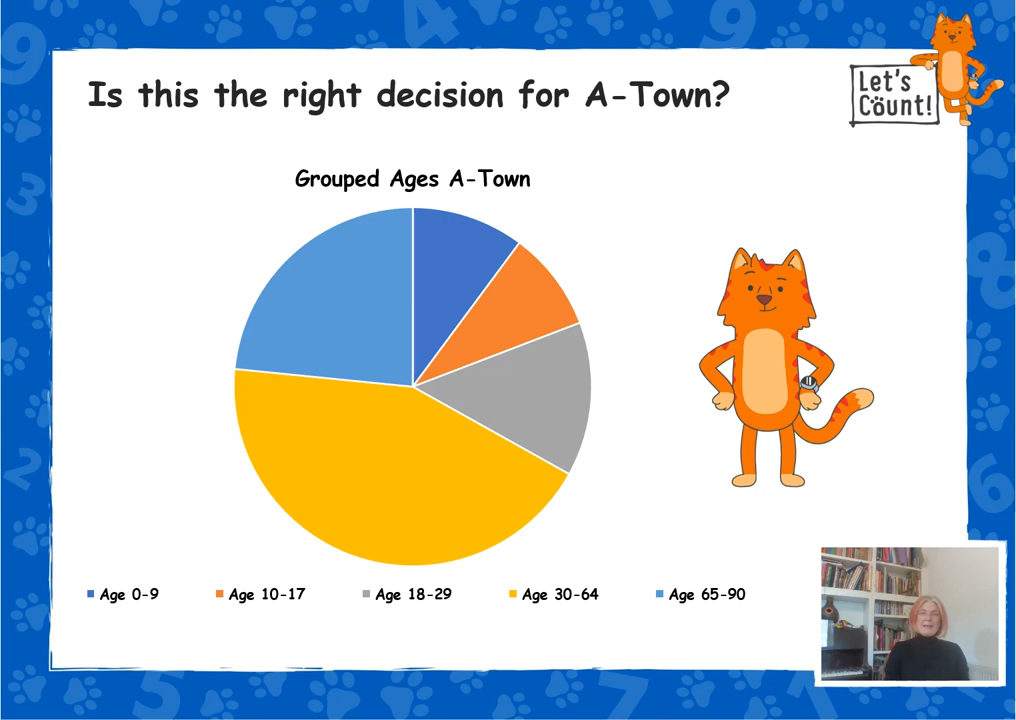 Is this the right decision for A-Town?
Let's
Count!
Grouped Ages A-Town
Age 0-9 Age 10-17 Age 18-29 Age 30-64 Age 65-90